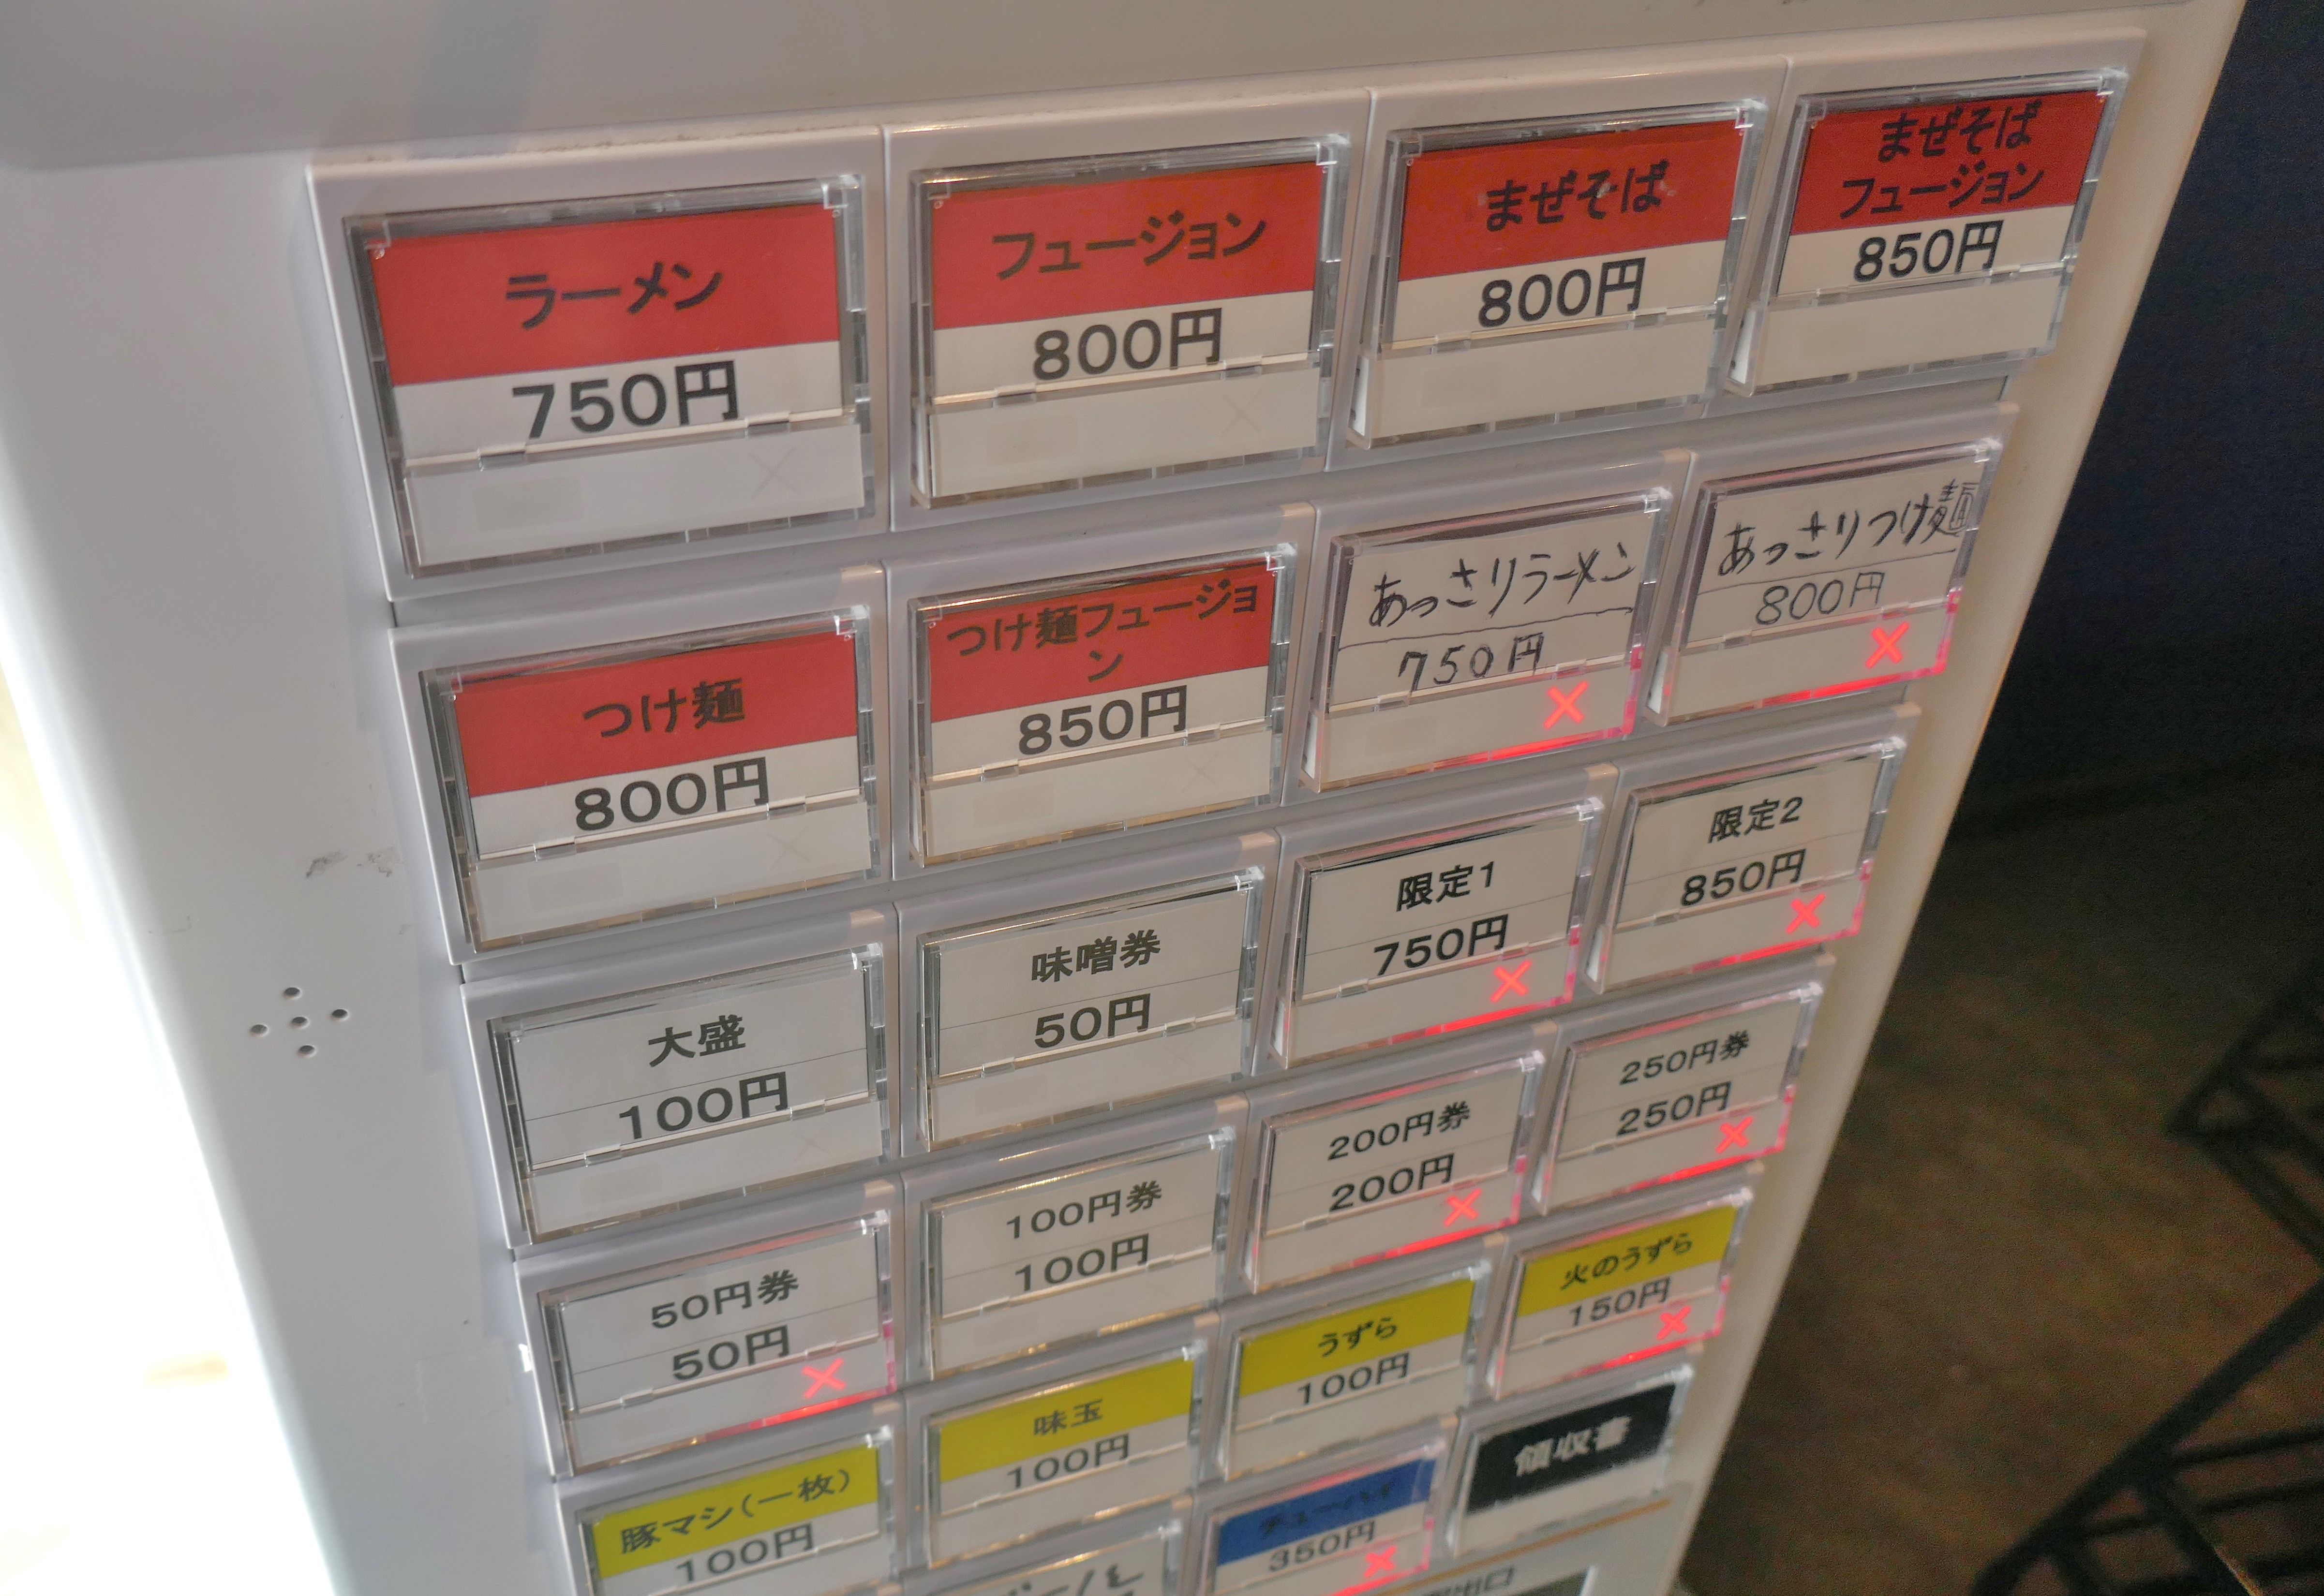 ラーメン
750円
フュージョン
800円
まぜそば
800円
まぜそば
フュージョン
850円
つけ麺
800円
つけ麺フュージョ
ン
850円
あっさりラーメン
750円
×
あっさりつけ麺
800円
×
大盛
100円
味噌券
50円
限定1
750円
×
限定2
850円
×
50円券
50円
×
100円券
100円
200円券
200円
×
250円券
250円
×
豚マシ(一枚)
100円
味玉
100円
うずら
100円
火のうずら
150円
×
チューハイ
350円
×
領収書